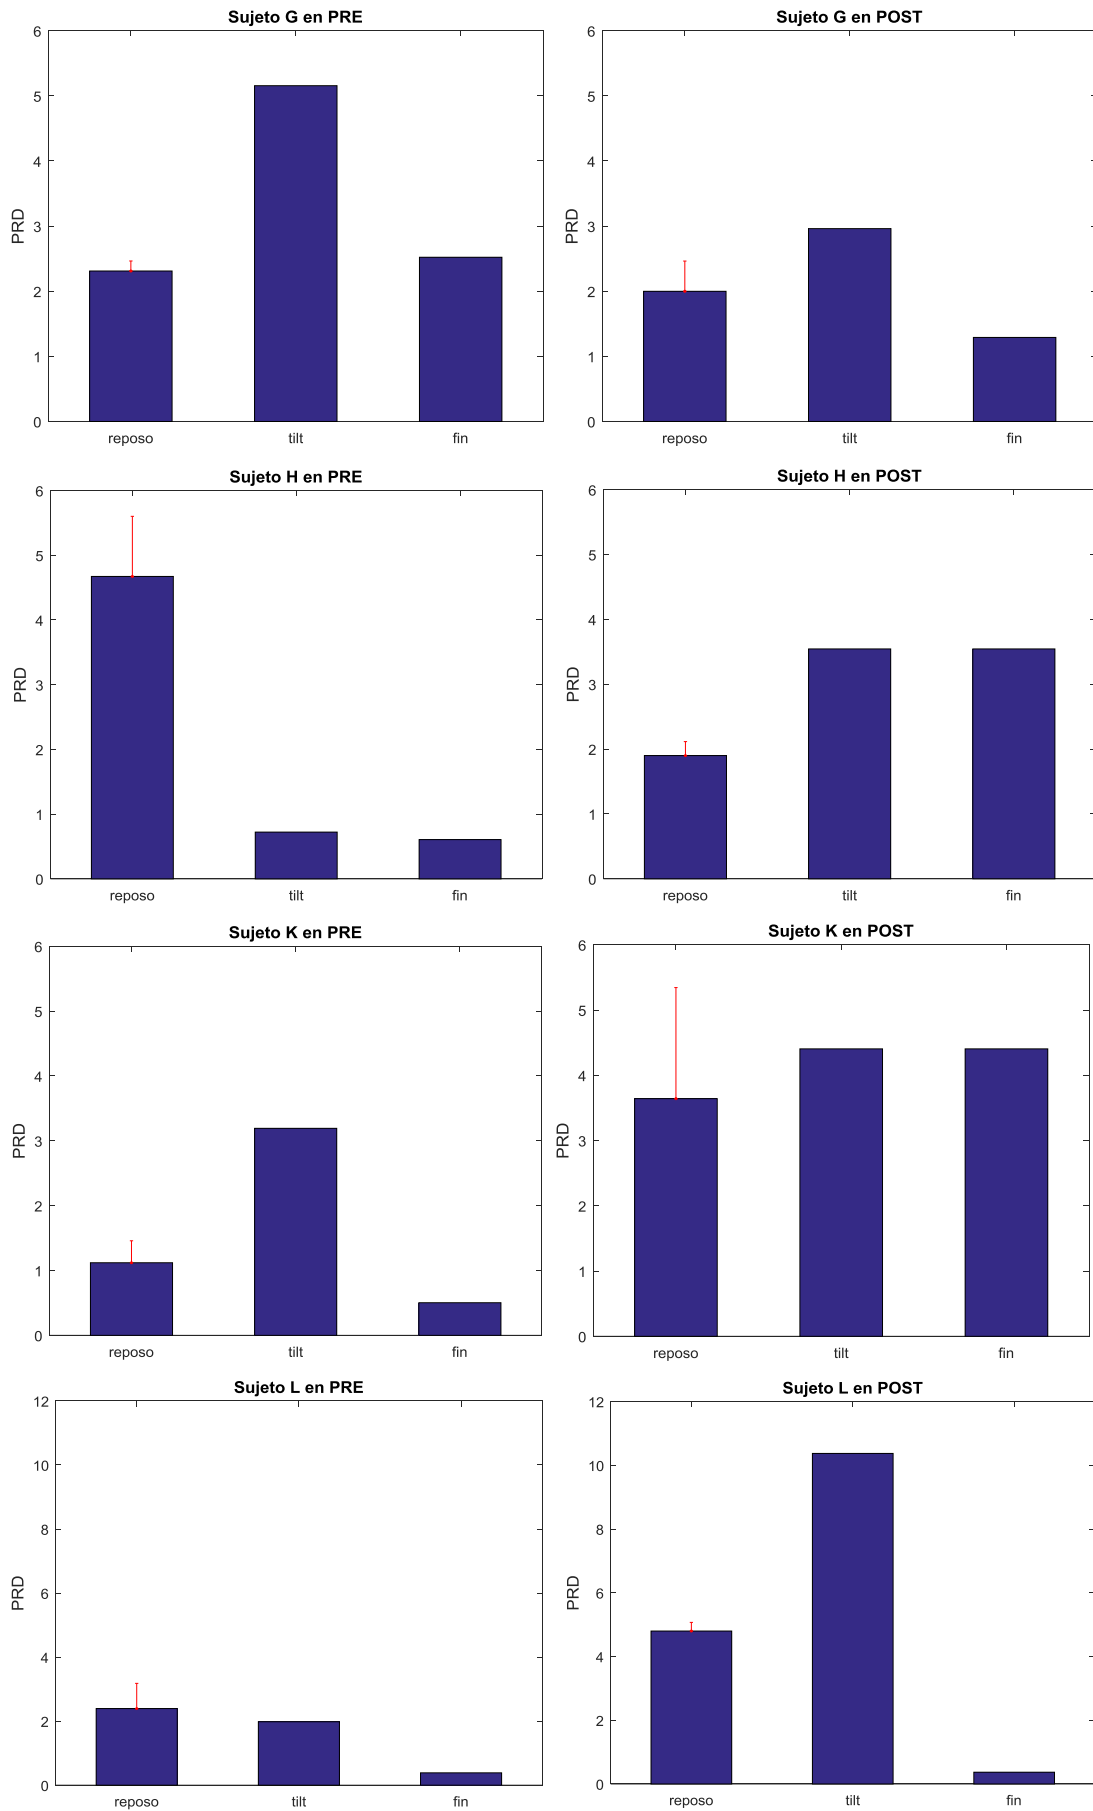 Sujeto G en PRE
6
5
4
3
2
1
0
PRD
reposo tilt fin
Sujeto G en POST
6
5
4
3
2
1
0
PRD
reposo tilt fin
Sujeto H en PRE
6
5
4
3
2
1
0
PRD
reposo tilt fin
Sujeto H en POST
6
5
4
3
2
1
0
PRD
reposo tilt fin
Sujeto K en PRE
6
5
4
3
2
1
0
PRD
reposo tilt fin
Sujeto K en POST
6
5
4
3
2
1
0
PRD
reposo tilt fin
Sujeto L en PRE
12
10
8
6
4
2
0
PRD
reposo tilt fin
Sujeto L en POST
12
10
8
6
4
2
0
PRD
reposo tilt fin